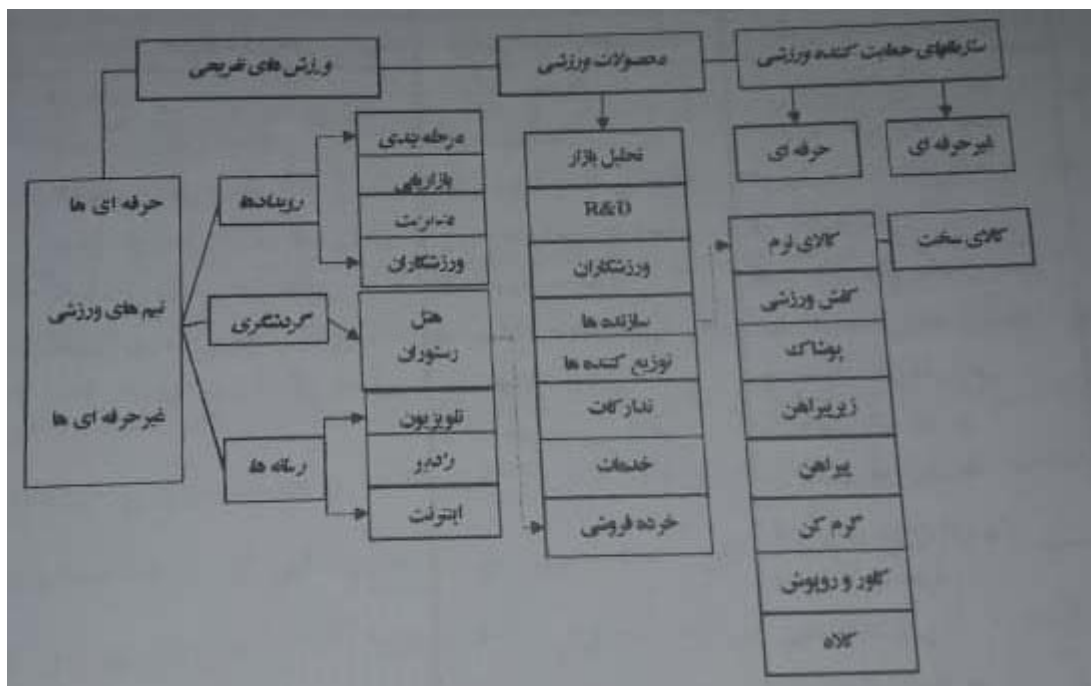 سازمانهای حمایت کننده ورزشی
محصولات ورزشی
ورزش های تفریحی
غیرحرفه ای
حرفه ای
کالای سخت
کالای نرم
کفش ورزشی
پوشاک
زیرپیراهن
پیراهن
گرم کن
کاور و روپوش
کلاه
تحلیل بازار
R&D
ورزشکاران
سازنده ها
توزیع کننده ها
تدارکات
خدمات
خرده فروشی
درجه بندی
بازاریابی
مدیریت
ورزشکاران
هتل
رستوران
تلویزیون
رادیو
اینترنت
رویدادها
گردشگری
رسانه ها
حرفه ای ها
تیم های ورزشی
غیرحرفه ای ها